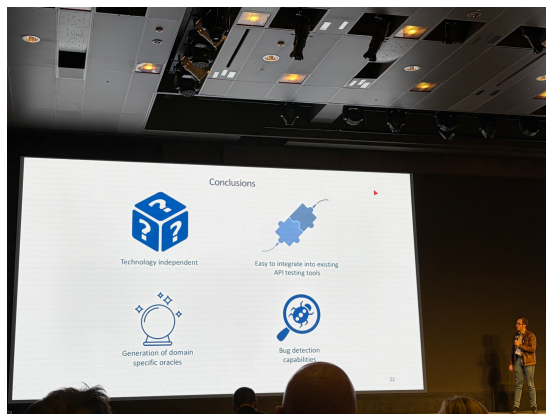 Conclusions
Technology independent
Easy to integrate into existing
API testing tools
Generation of domain
specific oracles
Bug detection
capabilities
22